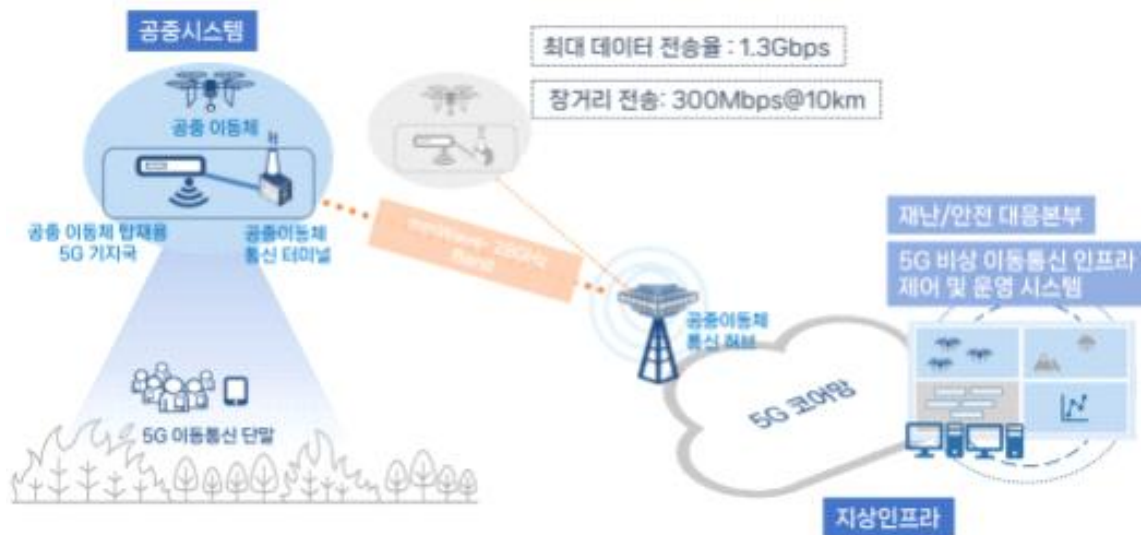 공중시스템
최대 데이터 전송율 : 1.3Gbps
장거리 전송: 300Mbps@10km
공중 이동체
공중 이동체 탑재용
5G 기지국
공중이동체
통신 터미널
재난/안전 대응본부
5G 비상 이동통신 인프라
제어 및 운영 시스템
공중이동체
통신 허브
5G 코어망
5G 이동통신 단말
지상인프라